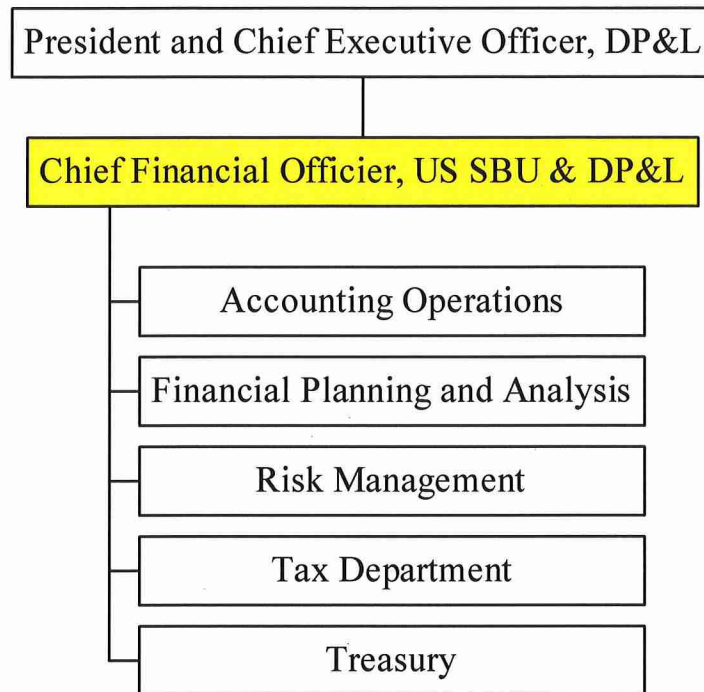 President and Chief Executive Officer, DP&L
Chief Financial Officier, US SBU & DP&L
Accounting Operations
Financial Planning and Analysis
Risk Management
Tax Department
Treasury